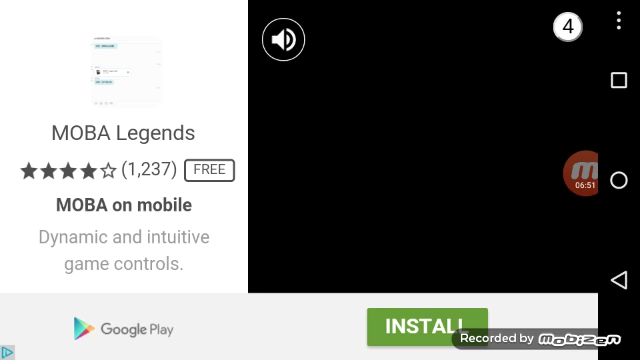 4
MOBA Legends
(1,237) FREE
MOBA on mobile
Dynamic and intuitive
game controls.
06:51
Google Play
INSTALL
Recorded by mobizen